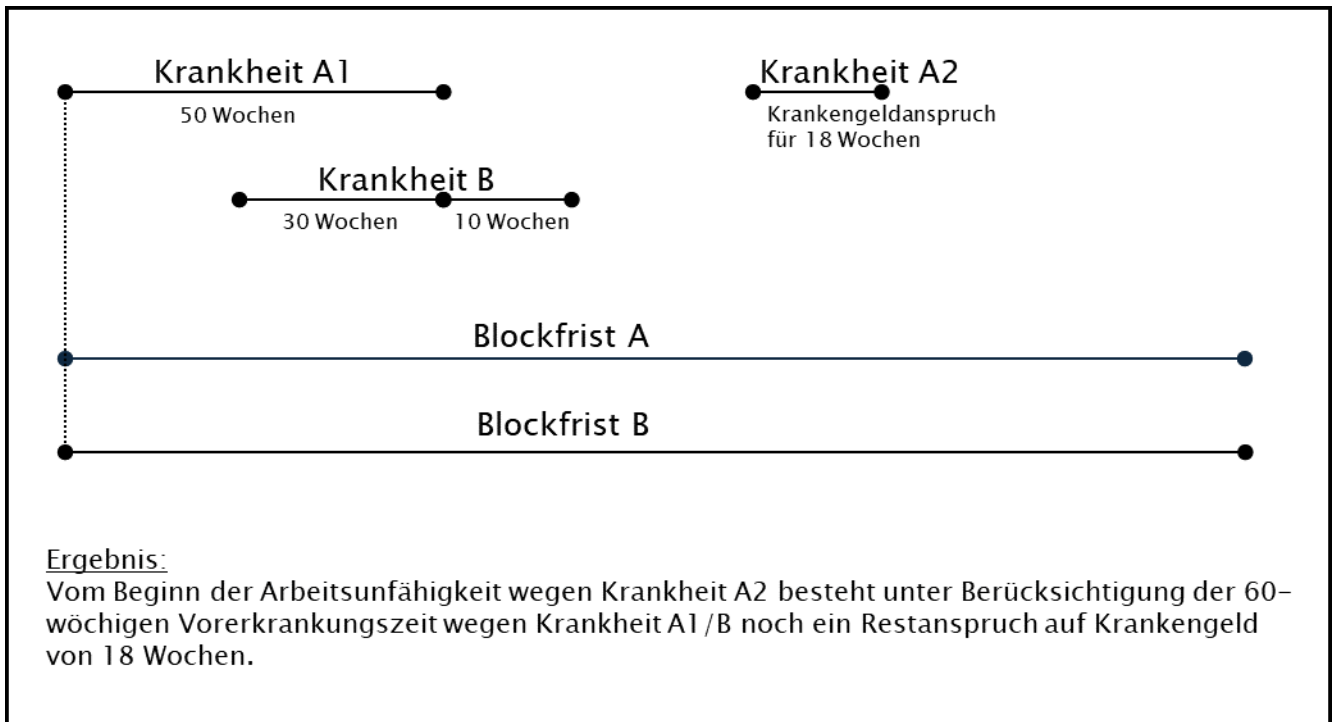 Krankheit A1
50 Wochen
Krankheit A2
Krankengeldanspruch
für 18 Wochen
Krankheit B
30 Wochen
10 Wochen
Blockfrist A
Blockfrist B
Ergebnis:
Vom Beginn der Arbeitsunfähigkeit wegen Krankheit A2 besteht unter Berücksichtigung der 60-
wöchigen Vorerkrankungszeit wegen Krankheit A1/B noch ein Restanspruch auf Krankengeld
von 18 Wochen.